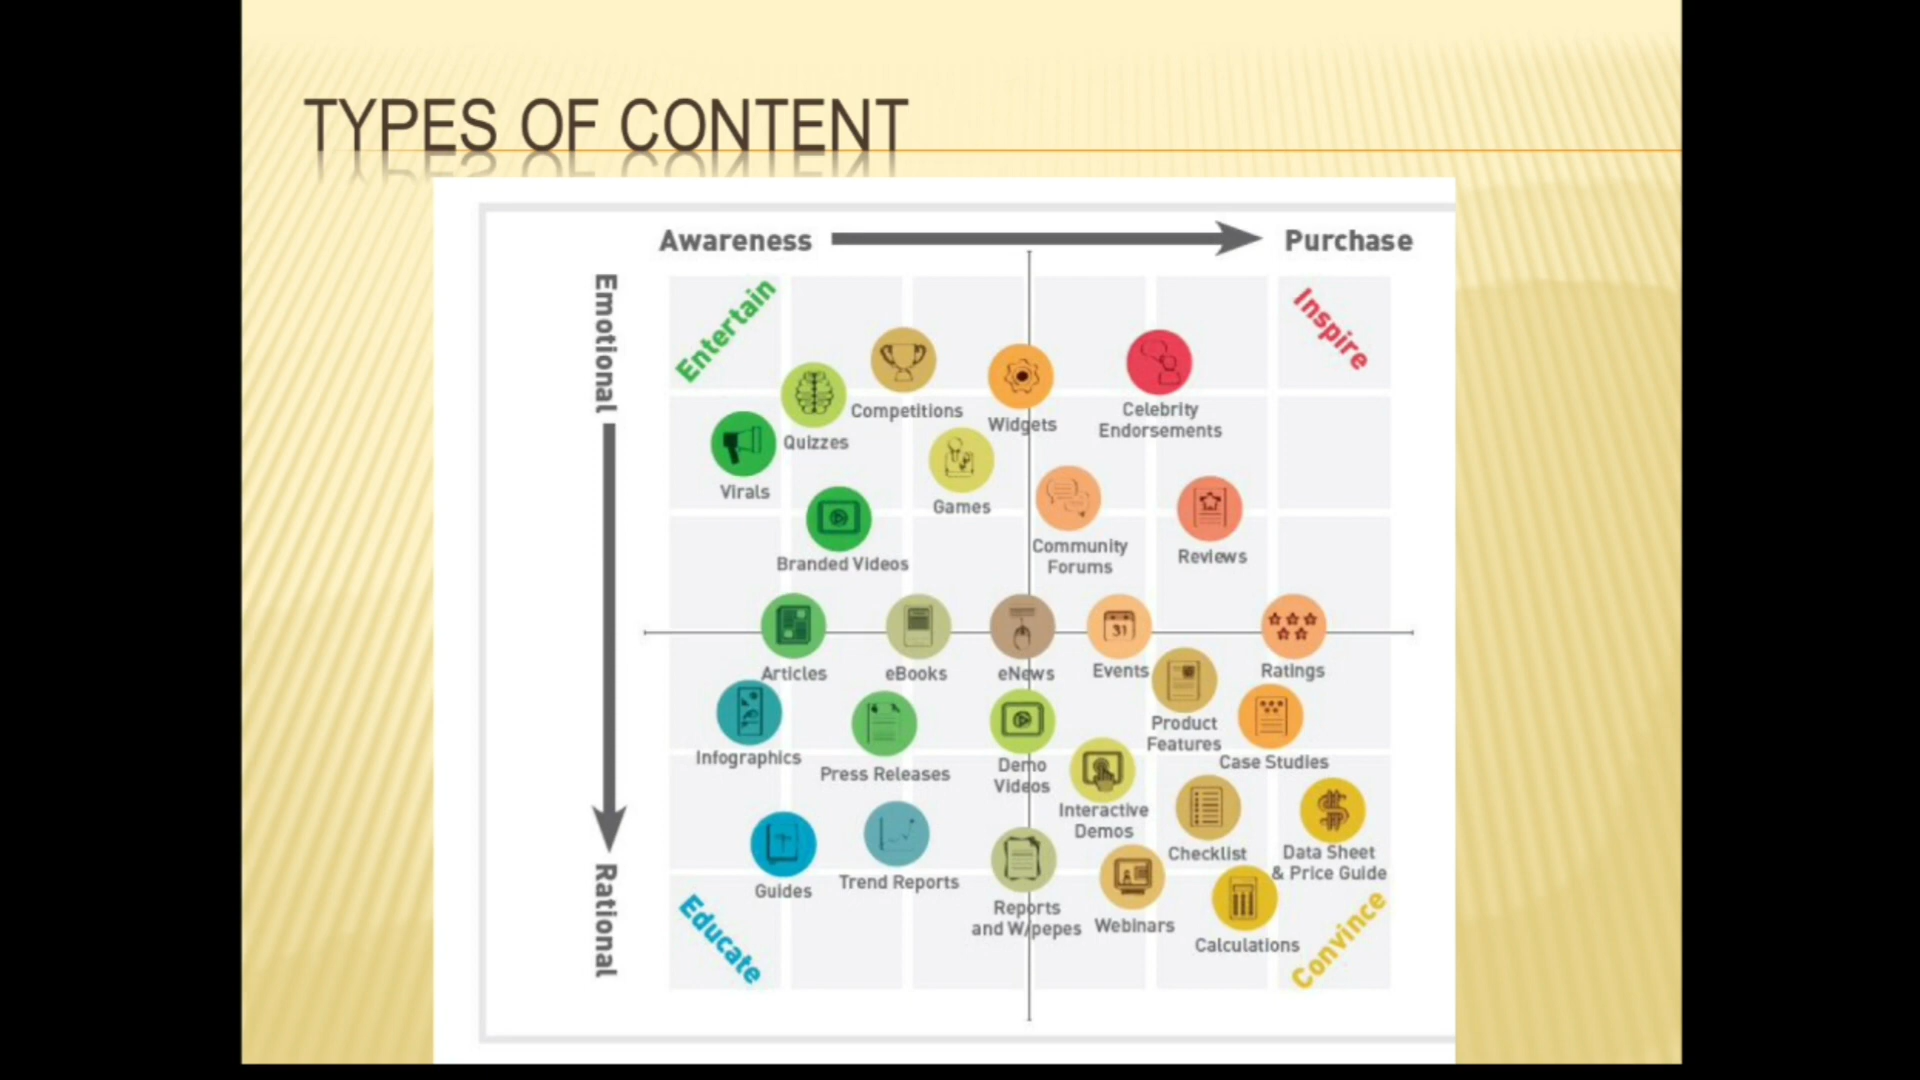 TYPES OF CONTENT
Awareness
Purchase
Emotional
Rational
Entertain
Inspire
Competitions
Widgets
Celebrity
Endorsements
Quizzes
Virals
Games
Branded Videos
Community
Forums
Reviews
Articles
eBooks
eNews
31
Events
Ratings
Infographics
Press Releases
Demo
Videos
Product
Features
Case Studies
Interactive
Demos
Checklist
Data Sheet
& Price Guide
Guides
Trend Reports
Reports
and W/pepes
Webinars
Calculations
Educate
Convince